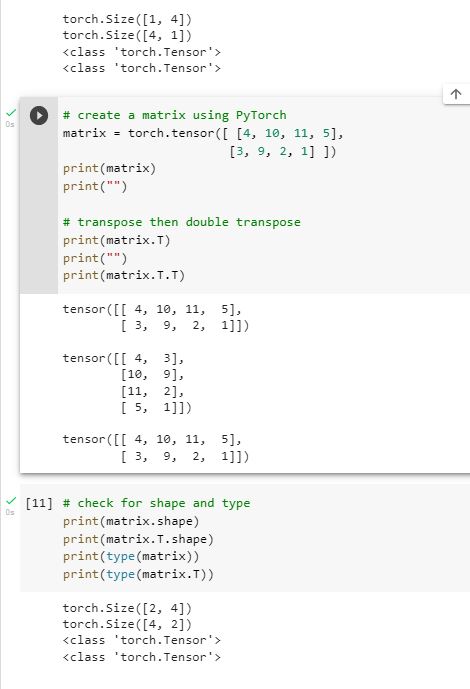 torch.Size([1, 4])
torch.Size([4, 1])
<class 'torch.Tensor'>
<class 'torch.Tensor'>
0s
# create a matrix using PyTorch
matrix = torch.tensor([ [4, 10, 11, 5],
                       [3, 9, 2, 1] ])
print(matrix)
print("")
# transpose then double transpose
print(matrix.T)
print("")
print(matrix.T.T)
tensor([[ 4, 10, 11,  5],
        [ 3,  9,  2,  1]])
tensor([[ 4,  3],
        [10,  9],
        [11,  2],
        [ 5,  1]])
tensor([[ 4, 10, 11,  5],
        [ 3,  9,  2,  1]])
0s
[11] # check for shape and type
print(matrix.shape)
print(matrix.T.shape)
print(type(matrix))
print(type(matrix.T))
torch.Size([2, 4])
torch.Size([4, 2])
<class 'torch.Tensor'>
<class 'torch.Tensor'>